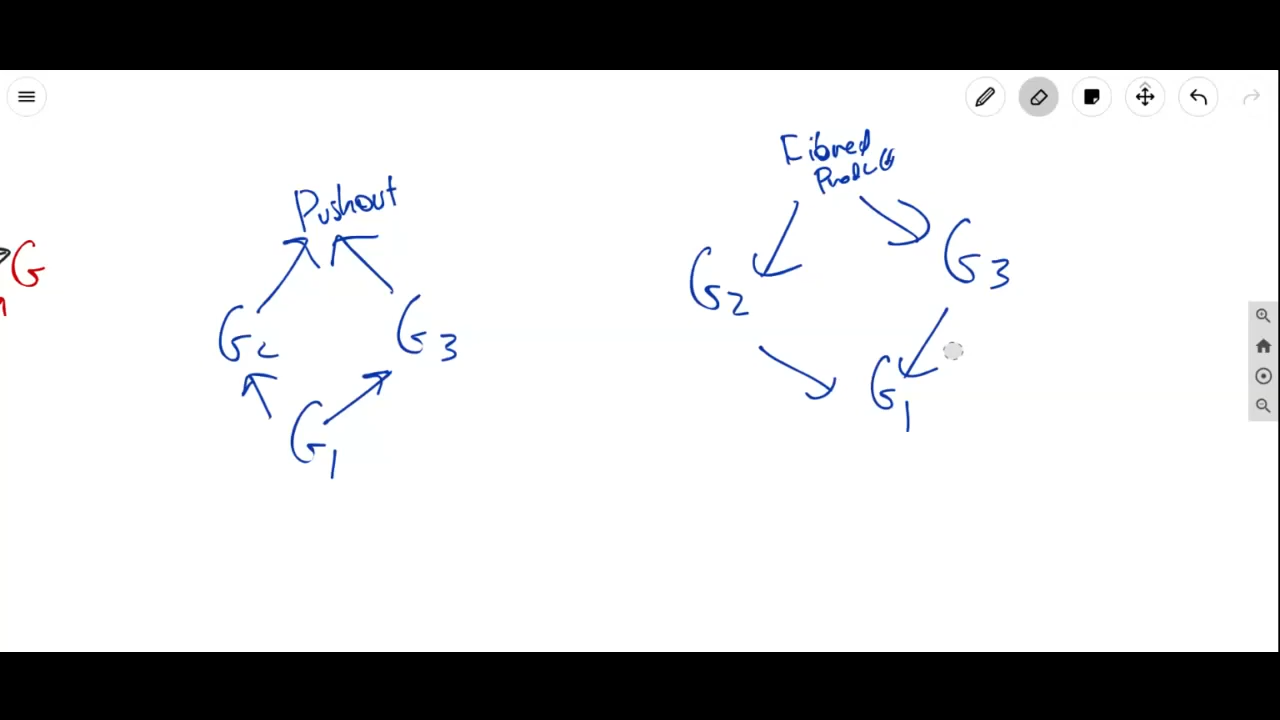 G
Pushout
G2 G3
G1
Fibred
Product
G2 G3
G1